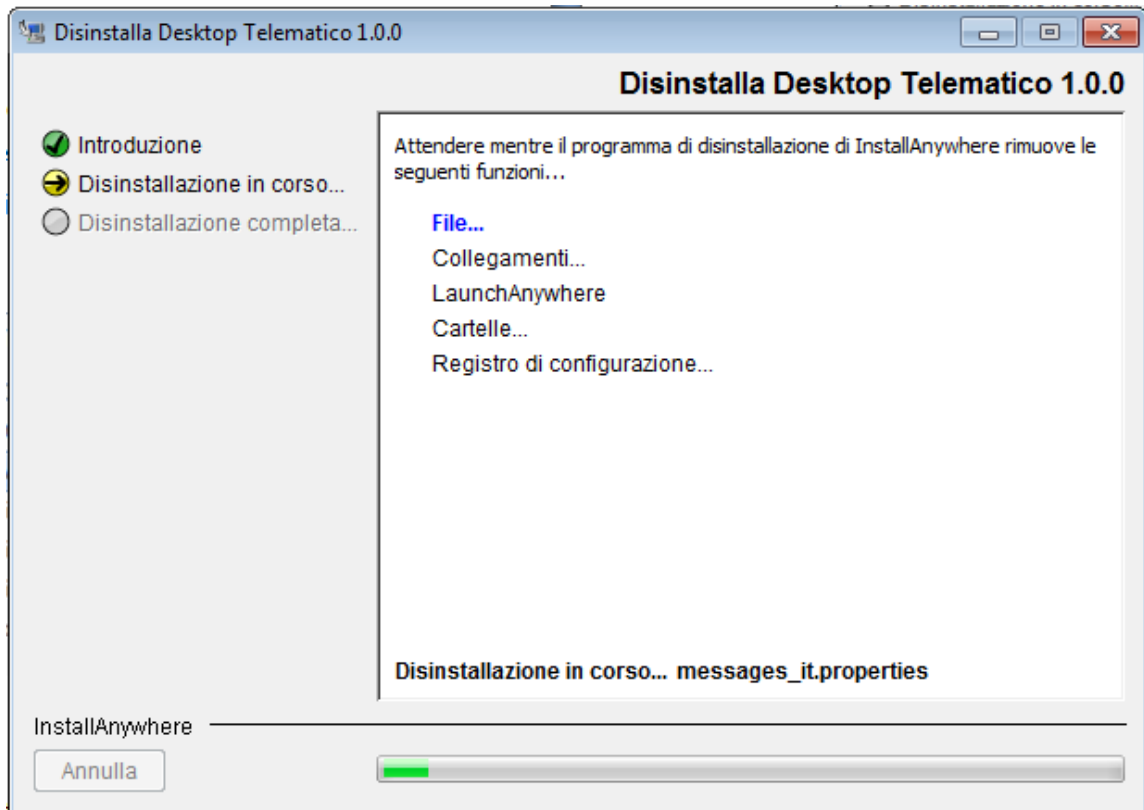 Disinstalla Desktop Telematico 1.0.0
Disinstalla Desktop Telematico 1.0.0
Introduzione
Disinstallazione in corso...
Disinstallazione completa...
Attendere mentre il programma di disinstallazione di InstallAnywhere rimuove le
seguenti funzioni...
File...
Collegamenti...
LaunchAnywhere
Cartelle...
Registro di configurazione...
Disinstallazione in corso... messages_it.properties
InstallAnywhere
Annulla